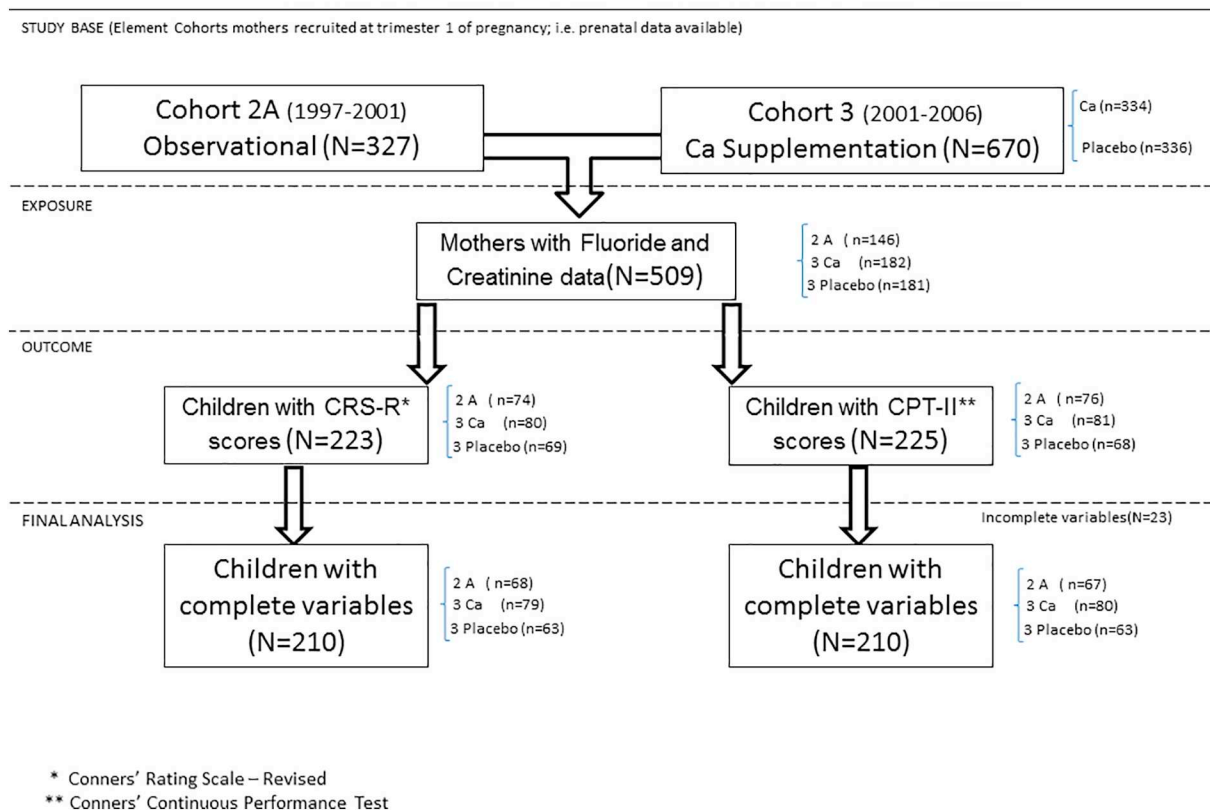 STUDY BASE (Element Cohorts mothers recruited at trimester 1 of pregnancy; i.e. prenatal data available)
Cohort 2A (1997-2001)
Observational (N=327)
Cohort 3 (2001-2006)
Ca Supplementation (N=670)
Ca (n=334)
Placebo (n=336)
EXPOSURE
Mothers with Fluoride and
Creatinine data(N=509)
2 A ( n=146)
3 Ca (n=182)
3 Placebo (n=181)
OUTCOME
Children with CRS-R*
scores (N=223)
2 A ( n=74)
3 Ca (n=80)
3 Placebo (n=69)
Children with CPT-II**
scores (N=225)
2 A ( n=76)
3 Ca (n=81)
3 Placebo (n=68)
FINAL ANALYSIS
Incomplete variables(N=23)
Children with
complete variables
(N=210)
2 A ( n=68)
3 Ca (n=79)
3 Placebo (n=63)
Children with
complete variables
(N=210)
2 A ( n=67)
3 Ca (n=80)
3 Placebo (n=63)
* Conners' Rating Scale – Revised
** Conners' Continuous Performance Test